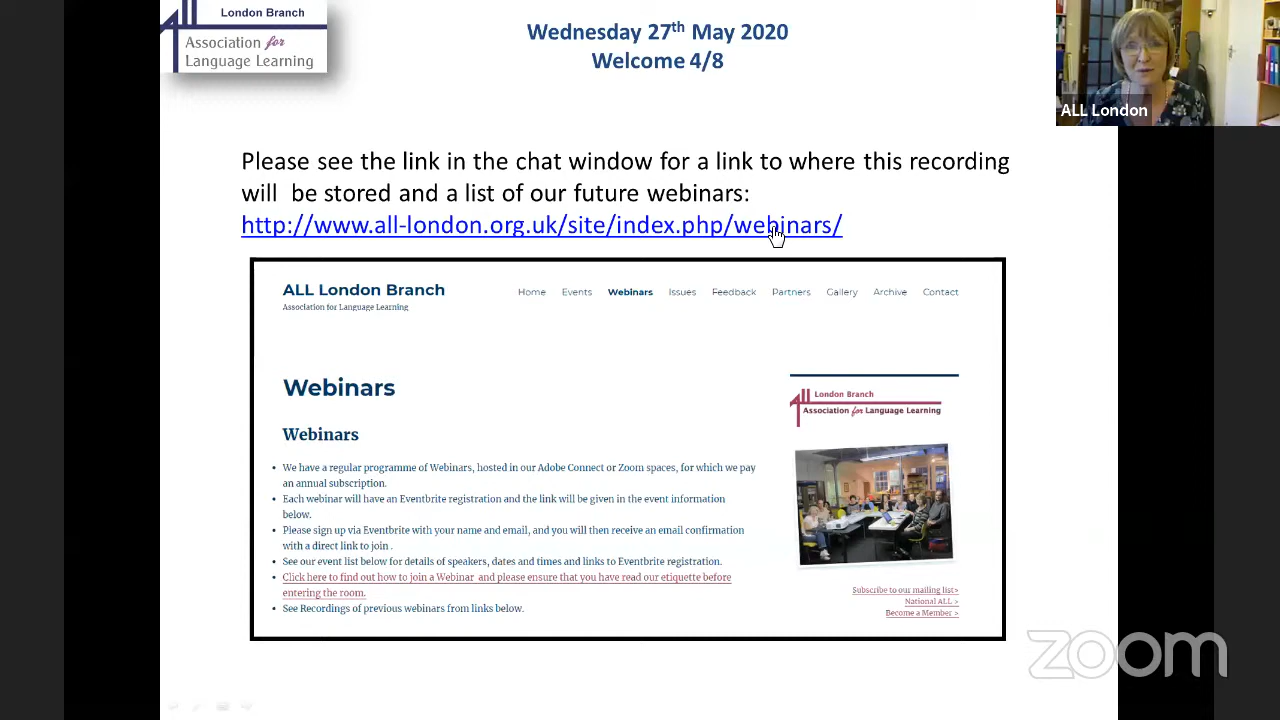 London Branch
Association for
Language Learning
Wednesday 27th May 2020
Welcome 4/8
ALL London
Please see the link in the chat window for a link to where this recording
will be stored and a list of our future webinars:
http://www.all-london.org.uk/site/index.php/webinars/
ALL London Branch
Association for Language Learning
Home Events Webinars Issues Feedback Partners Gallery Archive Contact
Webinars
Webinars
• We have a regular programme of Webinars, hosted in our Adobe Connect or Zoom spaces, for which we pay
an annual subscription.
• Each webinar will have an Eventbrite registration and the link will be given in the event information
below.
• Please sign up via Eventbrite with your name and email, and you will then receive an email confirmation
with a direct link to join .
• See our event list below for details of speakers, dates and times and links to Eventbrite registration.
• Click here to find out how to join a Webinar and please ensure that you have read our etiquette before
entering the room.
• See Recordings of previous webinars from links below.
London Branch
Association for Language Learning
Subscribe to our mailing list>
National ALL >
Become a Member >
zoom